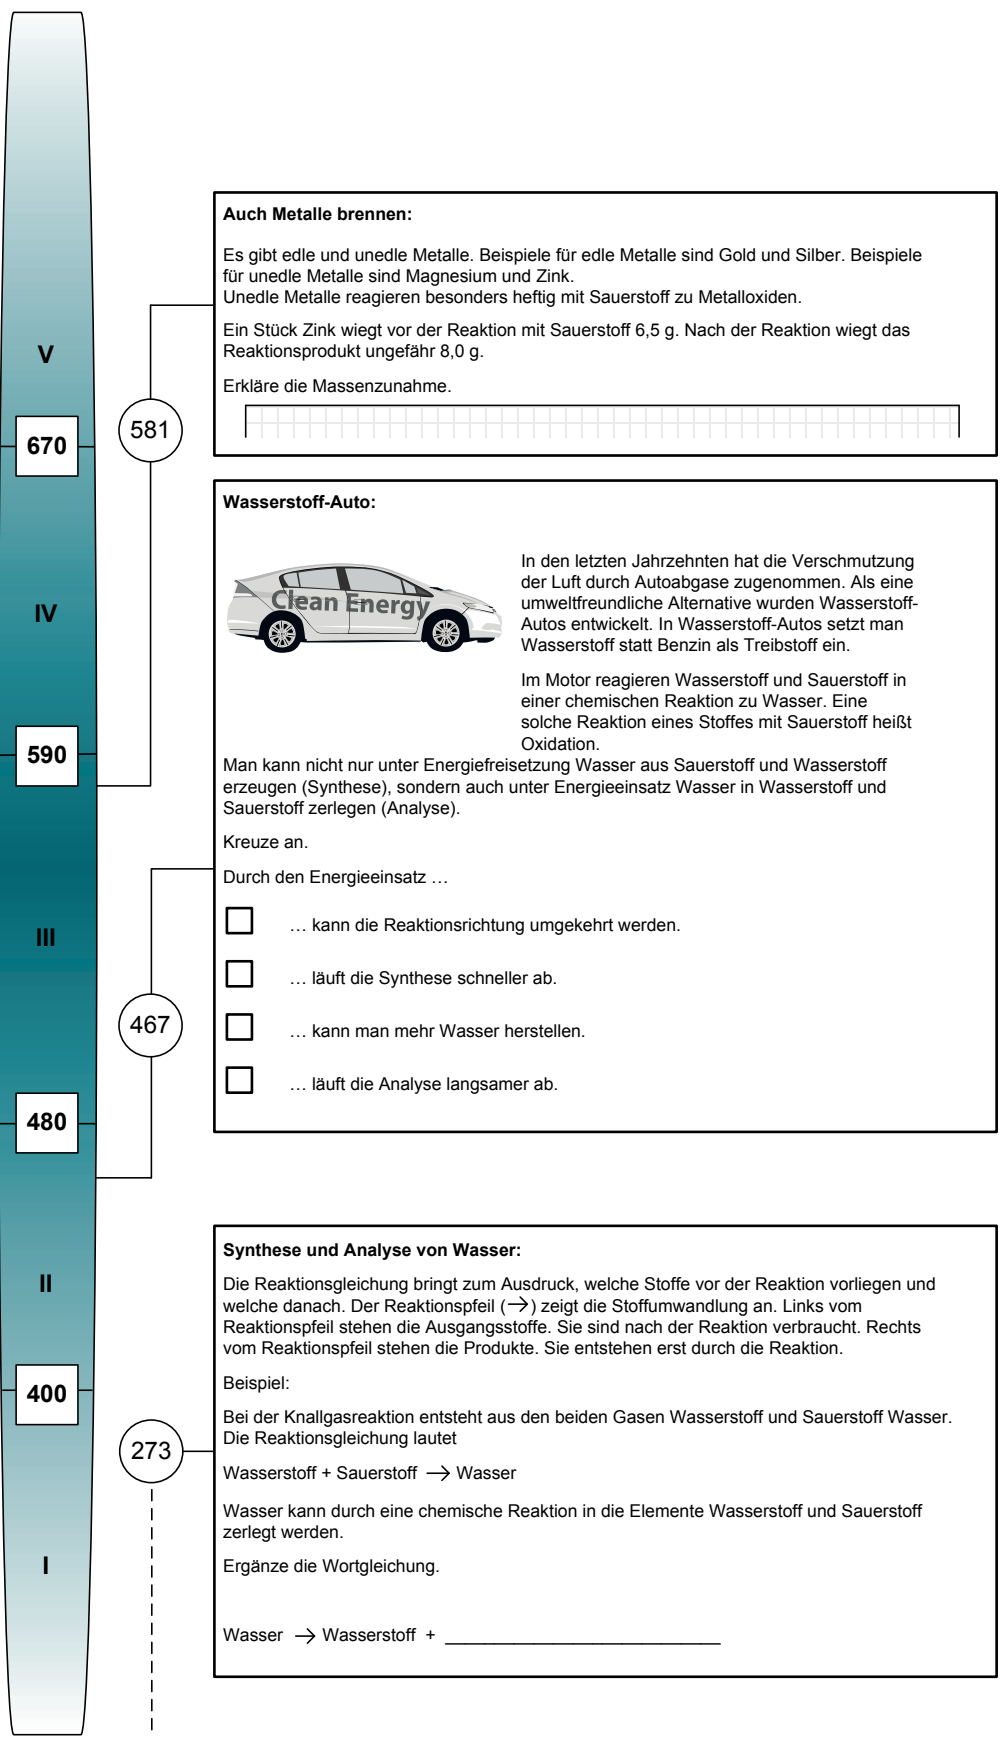 Auch Metalle brennen:
Es gibt edle und unedle Metalle. Beispiele für edle Metalle sind Gold und Silber. Beispiele
für unedle Metalle sind Magnesium und Zink.
Unedle Metalle reagieren besonders heftig mit Sauerstoff zu Metalloxiden.
Ein Stück Zink wiegt vor der Reaktion mit Sauerstoff 6,5 g. Nach der Reaktion wiegt das
Reaktionsprodukt ungefähr 8,0 g.
Erkläre die Massenzunahme.
V
581
670
Wasserstoff-Auto:
Clean Energy
In den letzten Jahrzehnten hat die Verschmutzung
der Luft durch Autoabgase zugenommen. Als eine
umweltfreundliche Alternative wurden Wasserstoff-
Autos entwickelt. In Wasserstoff-Autos setzt man
Wasserstoff statt Benzin als Treibstoff ein.
Im Motor reagieren Wasserstoff und Sauerstoff in
einer chemischen Reaktion zu Wasser. Eine
solche Reaktion eines Stoffes mit Sauerstoff heißt
Oxidation.
Man kann nicht nur unter Energiefreisetzung Wasser aus Sauerstoff und Wasserstoff
erzeugen (Synthese), sondern auch unter Energieeinsatz Wasser in Wasserstoff und
Sauerstoff zerlegen (Analyse).
Kreuze an.
Durch den Energieeinsatz …
… kann die Reaktionsrichtung umgekehrt werden.
… läuft die Synthese schneller ab.
… kann man mehr Wasser herstellen.
… läuft die Analyse langsamer ab.
IV
590
III
467
480
Synthese und Analyse von Wasser:
Die Reaktionsgleichung bringt zum Ausdruck, welche Stoffe vor der Reaktion vorliegen und
welche danach. Der Reaktionspfeil (→) zeigt die Stoffumwandlung an. Links vom
Reaktionspfeil stehen die Ausgangsstoffe. Sie sind nach der Reaktion verbraucht. Rechts
vom Reaktionspfeil stehen die Produkte. Sie entstehen erst durch die Reaktion.
Beispiel:
Bei der Knallgasreaktion entsteht aus den beiden Gasen Wasserstoff und Sauerstoff Wasser.
Die Reaktionsgleichung lautet
Wasserstoff + Sauerstoff → Wasser
Wasser kann durch eine chemische Reaktion in die Elemente Wasserstoff und Sauerstoff
zerlegt werden.
Ergänze die Wortgleichung.
Wasser → Wasserstoff + ______________________________
II
400
273
I